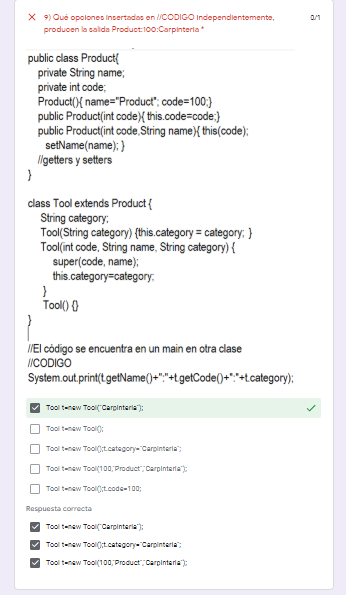 9) Qué opciones insertadas en //CODIGO independientemente, 0/1
producen la salida Product:100:Carpinteria *
public class Product{
private String name;
private int code;
Product(){ name="Product"; code=100;}
public Product(int code){ this.code=code;}
public Product(int code,String name){ this(code);
setName(name); }
//getters y setters
}
class Tool extends Product {
String category;
Tool(String category) {this.category = category; }
Tool(int code, String name, String category) {
super(code, name);
this.category=category;
}
Tool() {}
}
//El código se encuentra en un main en otra clase
//CODIGO
System.out.print(t.getName()+":"+t.getCode()+":"+t.category);
Tool t=new Tool("Carpinteria");
Tool t=new Tool();
Tool t=new Tool();t.category="Carpinteria";
Tool t=new Tool(100,"Product","Carpinteria");
Tool t=new Tool();t.code=100;
Respuesta correcta
Tool t=new Tool("Carpinteria");
Tool t=new Tool();t.category="Carpinteria";
Tool t=new Tool(100,"Product","Carpinteria");